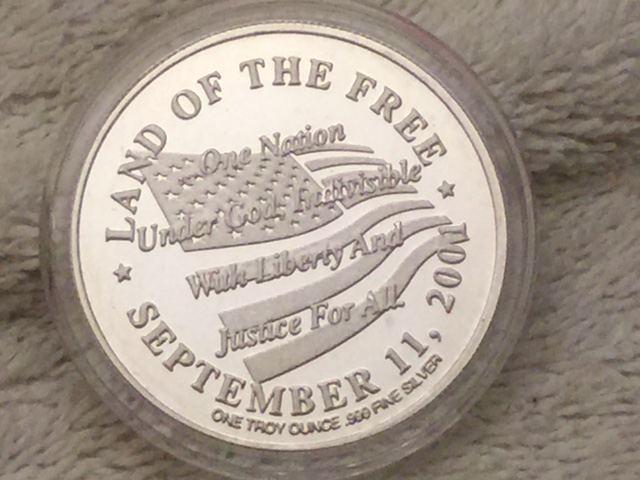 LAND OF THE FREE
One Nation
Under God, Indivisible
With Liberty And
Justice For All.
SEPTEMBER 11, 2001
ONE TROY OUNCE .999 FINE SILVER